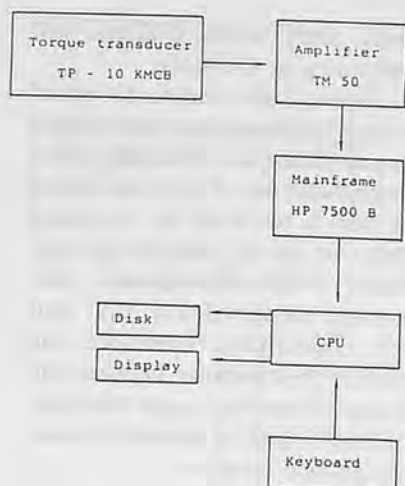 Torque transducer
TP - 10 KMCB
Amplifier
TM 50
Mainframe
HP 7500 B
Disk
Display
CPU
Keyboard